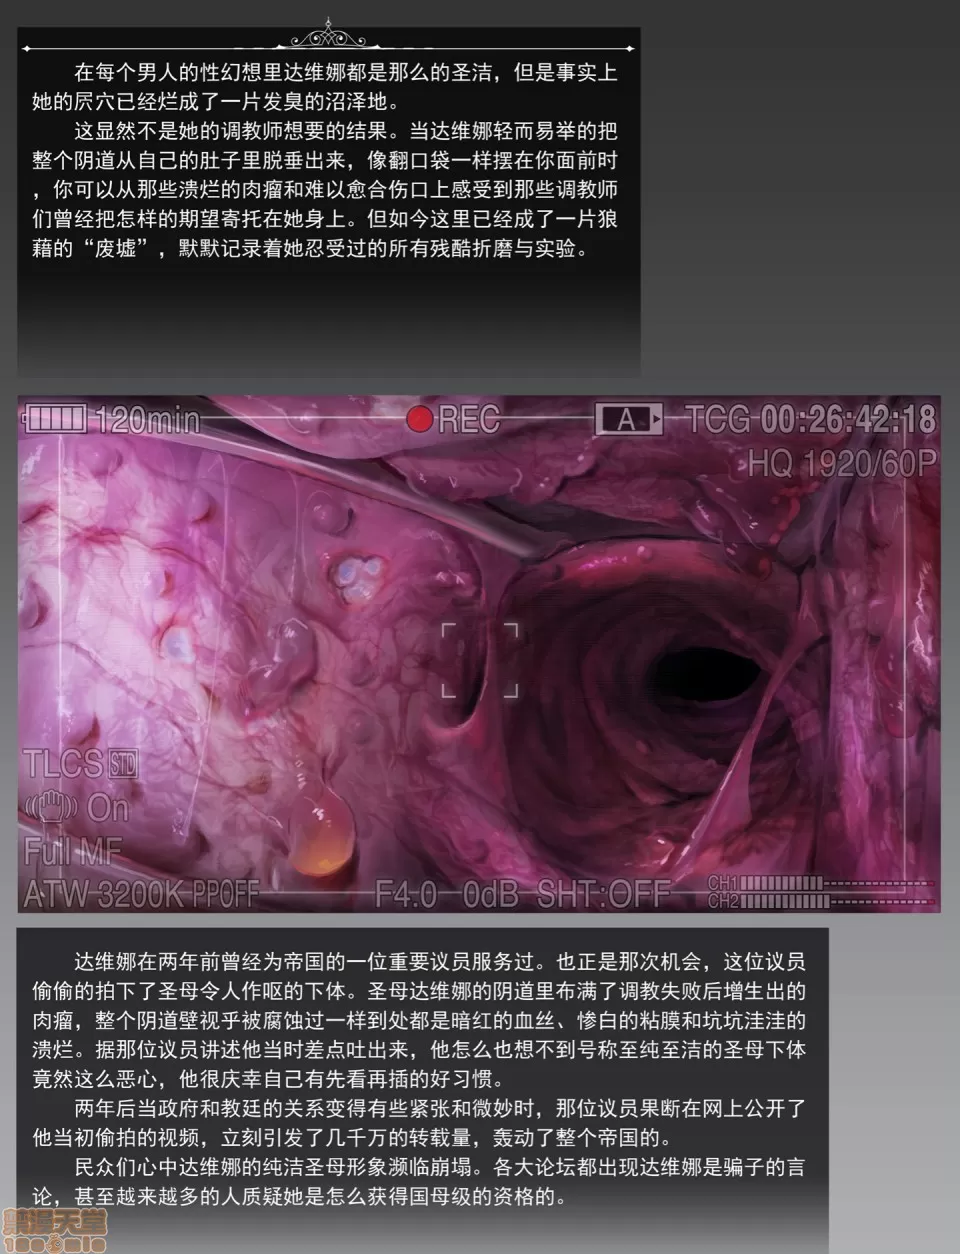 在每个男人的性幻想里达维娜都是那么的圣洁，但是事实上
她的屄穴已经烂成了一片发臭的沼泽地。
这显然不是她的调教师想要的结果。当达维娜轻而易举的把
整个阴道从自己的肚子里脱垂出来，像翻口袋一样摆在你面前时
，你可以从那些溃烂的肉瘤和难以愈合伤口上感受到那些调教师
们曾经把怎样的期望寄托在她身上。但如今这里已经成了一片狼
藉的“废墟”，默默记录着她忍受过的所有残酷折磨与实验。
120min
REC
A
TCG 00:26:42:18
HQ 1920/60P
TLCS STD
On
Full MF
ATW 3200K PPOFF
F4.0 0dB SHT:OFF
CH1
CH2
达维娜在两年前曾经为帝国的一位重要议员服务过。也正是那次机会，这位议员
偷偷的拍下了圣母令人作呕的下体。圣母达维娜的阴道里布满了调教失败后增生出的
肉瘤，整个阴道壁视乎被腐蚀过一样到处都是暗红的血丝、惨白的粘膜和坑坑洼洼的
溃烂。据那位议员讲述他当时差点吐出来，他怎么也想不到号称至纯至洁的圣母下体
竟然这么恶心，他很庆幸自己有先看再插的好习惯。
两年后当政府和教廷的关系变得有些紧张和微妙时，那位议员果断在网上公开了
他当初偷拍的视频，立刻引发了几千万的转载量，轰动了整个帝国的。
民众们心中达维娜的纯洁圣母形象濒临崩塌。各大论坛都出现达维娜是骗子的言
论，甚至越来越多的人质疑她是怎么获得国母级的资格的。